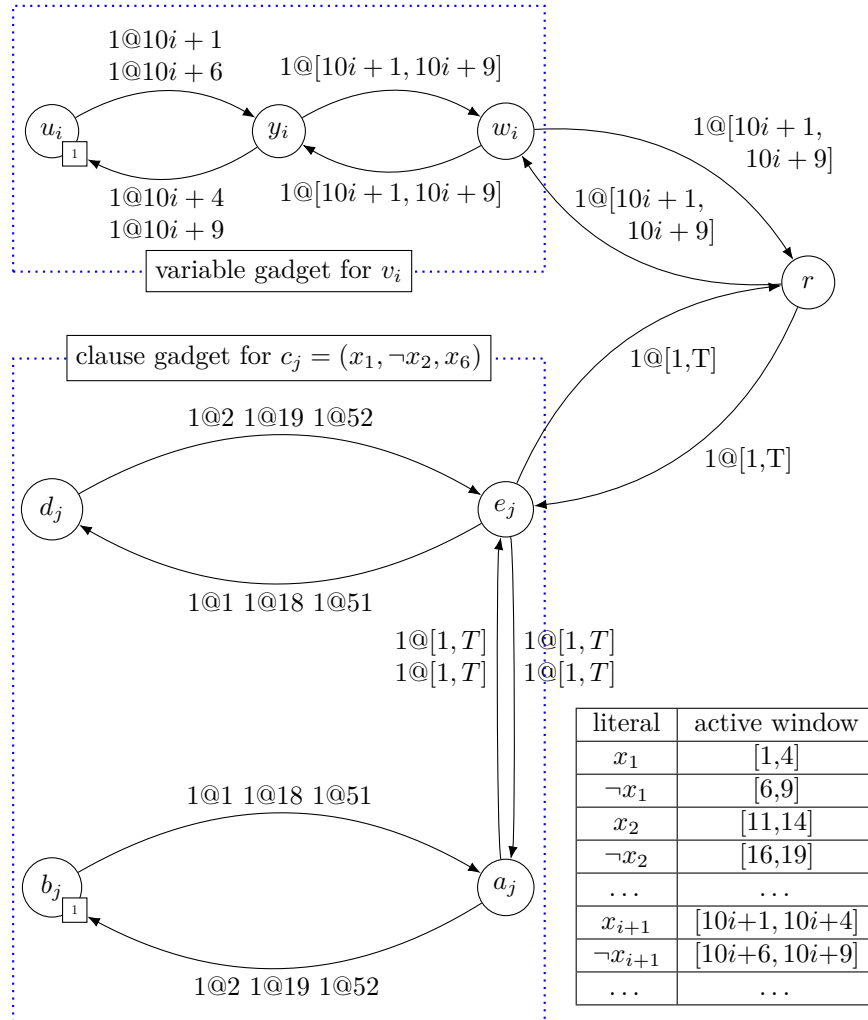 1@10i + 1
1@10i + 6
1@[10i + 1, 10i + 9]
u_i
1
y_i
w_i
1@10i + 4
1@10i + 9
1@[10i + 1, 10i + 9]
1@[10i + 1,
10i + 9]
1@[10i + 1,
10i + 9]
variable gadget for v_i
r
clause gadget for c_j = (x_1, ¬x_2, x_6)
1@[1,T]
1@2 1@19 1@52
1@[1,T]
d_j
e_j
1@1 1@18 1@51
1@[1, T]
1@[1, T]
1@[1, T]
1@[1, T]
literal active window
x_1 [1,4]
¬x_1 [6,9]
x_2 [11,14]
¬x_2 [16,19]
. . . . . .
x_{i+1} [10i+1, 10i+4]
¬x_{i+1} [10i+6, 10i+9]
. . . . . .
1@1 1@18 1@51
b_j
1
a_j
1@2 1@19 1@52